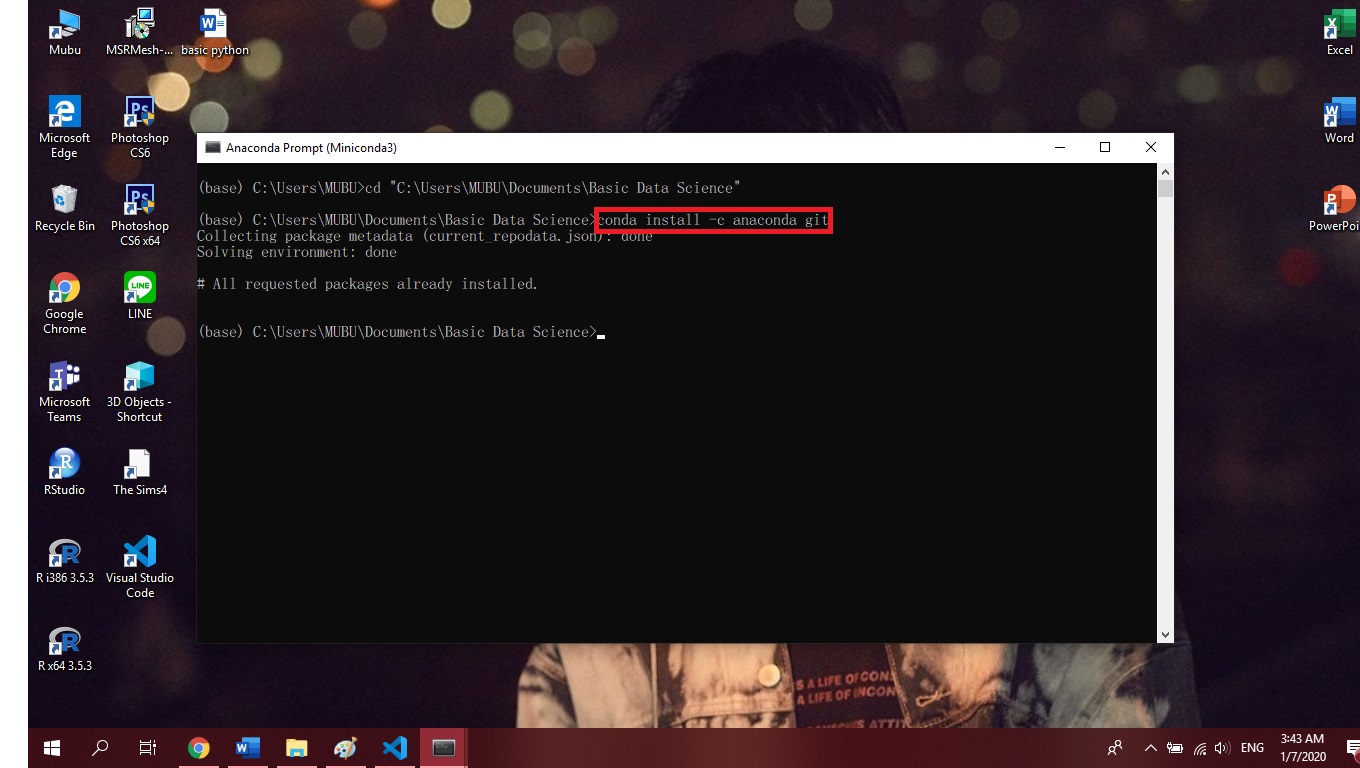 Mubu
MSRMesh-...
basic python
Excel
Microsoft
Edge
Photoshop
CS6
Word
Anaconda Prompt (Miniconda3)
(base) C:\Users\MUBU>cd "C:\Users\MUBU\Documents\Basic Data Science"
(base) C:\Users\MUBU\Documents\Basic Data Science>conda install -c anaconda git
Collecting package metadata (current_repodata.json): done
Solving environment: done
# All requested packages already installed.
(base) C:\Users\MUBU\Documents\Basic Data Science>
Recycle Bin
Photoshop
CS6 x64
PowerPoi
Google
Chrome
LINE
LINE
Microsoft
Teams
3D Objects -
Shortcut
RStudio
The Sims4
R i386 3.5.3
Visual Studio
Code
R x64 3.5.3
S A LIFE OF CONS
A LIFE OF UNCON
ATTIT
ENG
3:43 AM
1/7/2020